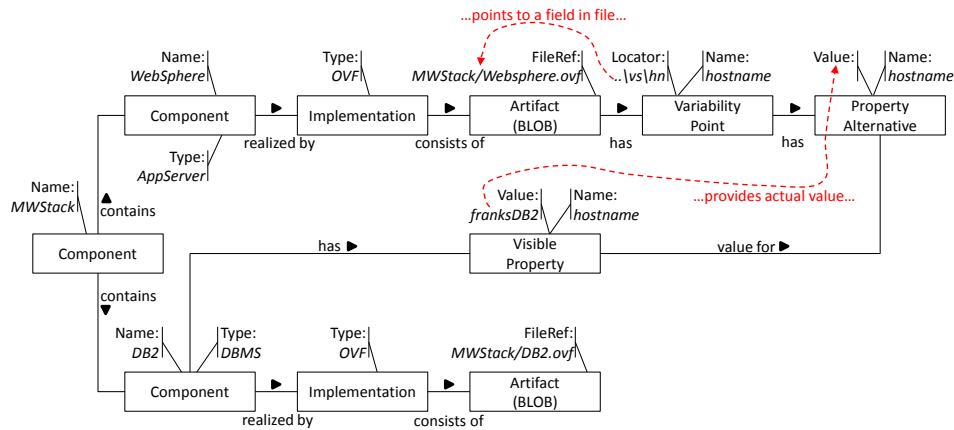 ...points to a field in file...
Name:
WebSphere
Type:
OVF
FileRef:
MWStack/Websphere.ovf
Locator:
..\vs\hn
Name:
hostname
Value:
Name:
hostname
Component
Implementation
Artifact
(BLOB)
Variability
Point
Property
Alternative
realized by
consists of
has
has
Type:
AppServer
Name:
MWStack
contains
Value:
franksDB2
Name:
hostname
...provides actual value...
Component
has
Visible
Property
value for
contains
Name:
DB2
Type:
DBMS
Type:
OVF
FileRef:
MWStack/DB2.ovf
Component
Implementation
Artifact
(BLOB)
realized by
consists of